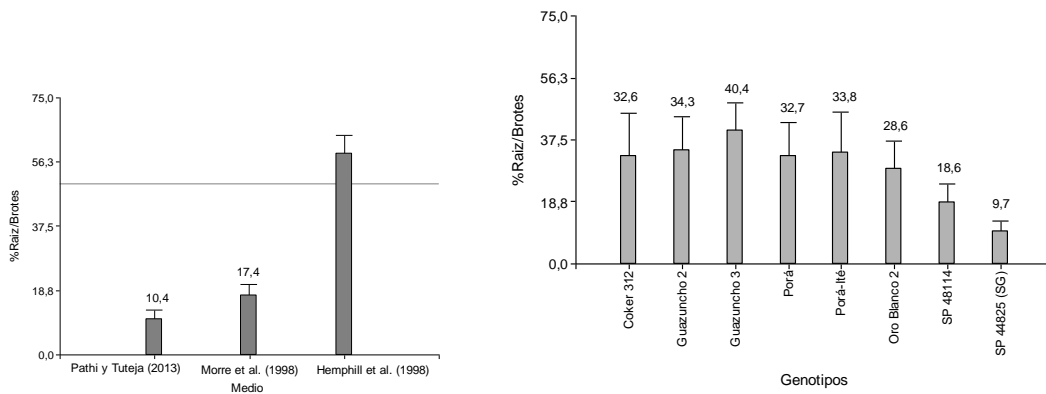 75,0
56,3
37,5
18,8
0,0
%Raiz/Brotes
10,4
17,4
Pathi y Tuteja (2013)
Morre et al. (1998)
Hemphill et al. (1998)
Medio
75,0
56,3
37,5
18,8
0,0
%Raiz/Brotes
32,6
34,3
40,4
32,7
33,8
28,6
18,6
9,7
Coker 312
Guazuncho 2
Guazuncho 3
Porá
Porá-Ité
Oro Blanco 2
SP 48114
SP 44825 (SG)
Genotipos